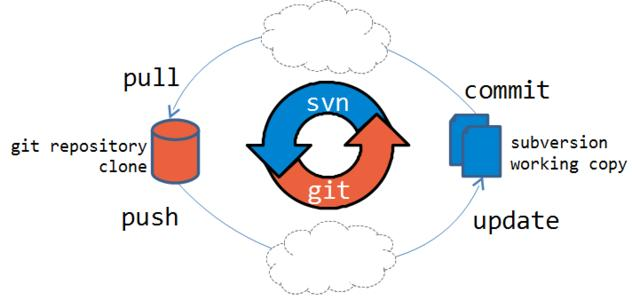 pull
commit
svn
git repository
clone
subversion
working copy
git
push
update